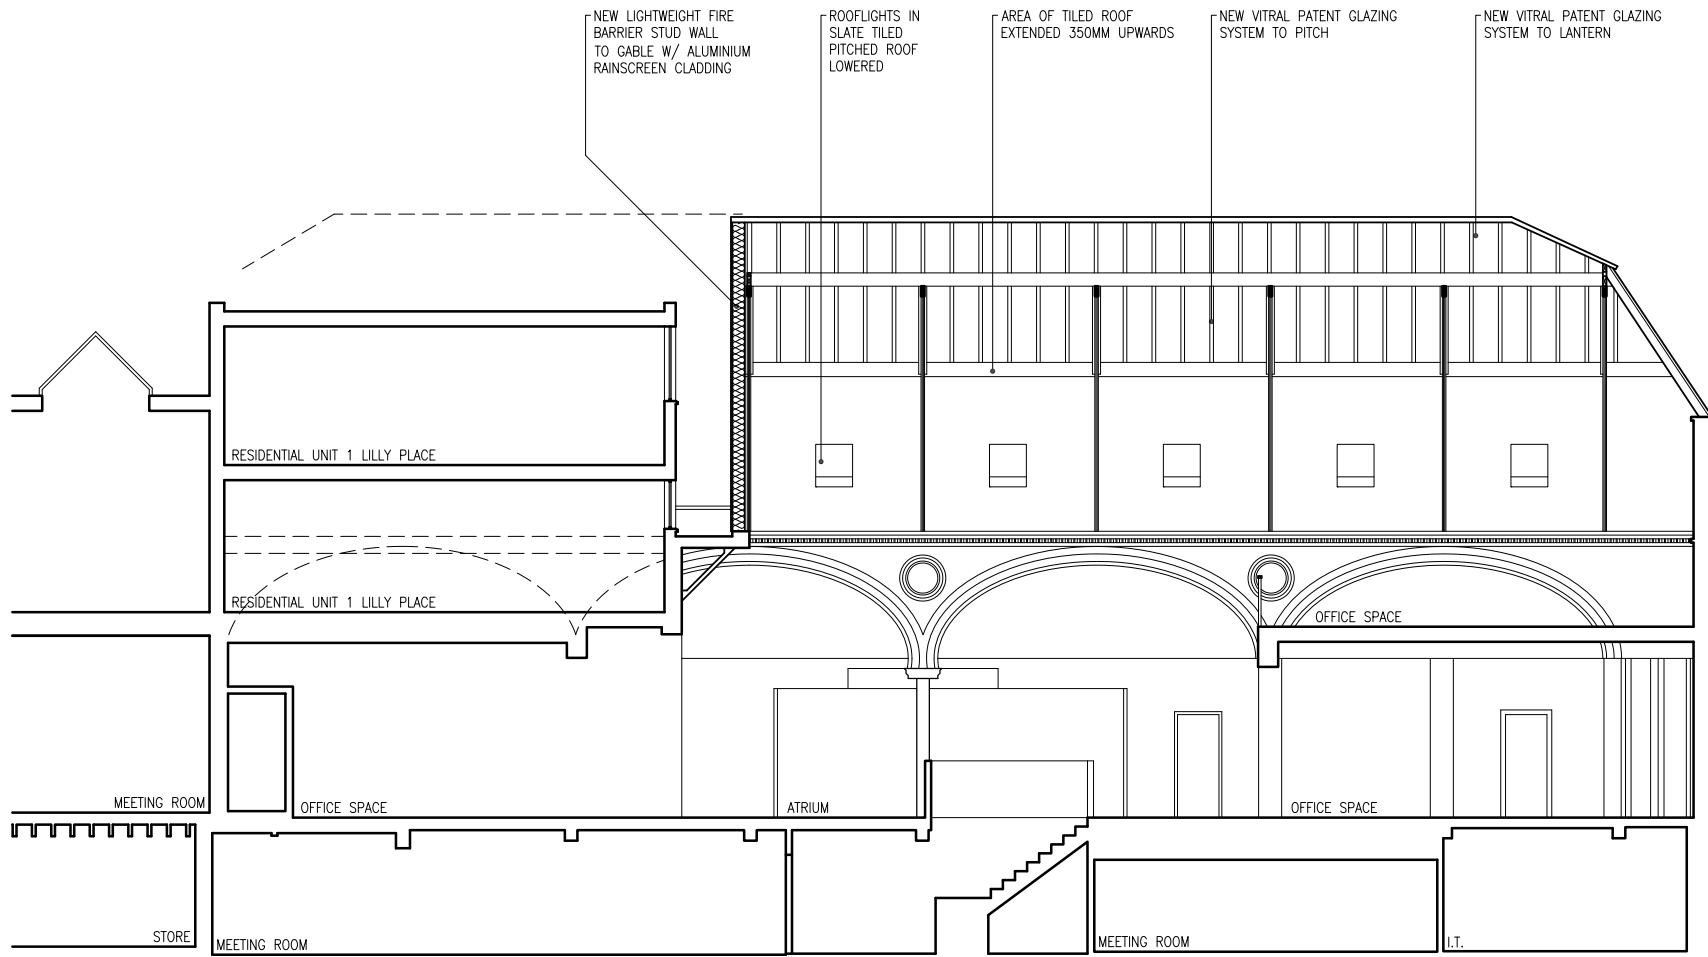 NEW LIGHTWEIGHT FIRE
BARRIER STUD WALL
TO GABLE W/ ALUMINIUM
RAINSCREEN CLADDING
ROOFLIGHTS IN
SLATE TILED
PITCHED ROOF
LOWERED
AREA OF TILED ROOF
EXTENDED 350MM UPWARDS
NEW VITRAL PATENT GLAZING
SYSTEM TO PITCH
NEW VITRAL PATENT GLAZING
SYSTEM TO LANTERN
RESIDENTIAL UNIT 1 LILLY PLACE
RESIDENTIAL UNIT 1 LILLY PLACE
OFFICE SPACE
MEETING ROOM
OFFICE SPACE
ATRIUM
OFFICE SPACE
STORE
MEETING ROOM
MEETING ROOM
I.T.